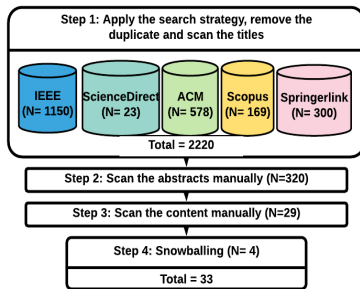 Step 1: Apply the search strategy, remove the
duplicate and scan the titles
IEEE
(N= 1150)
ScienceDirect
(N= 23)
ACM
(N= 578)
Scopus
(N= 169)
Springerlink
(N= 300)
Total = 2220
Step 2: Scan the abstracts manually (N=320)
Step 3: Scan the content manually (N=29)
Step 4: Snowballing (N= 4)
Total = 33